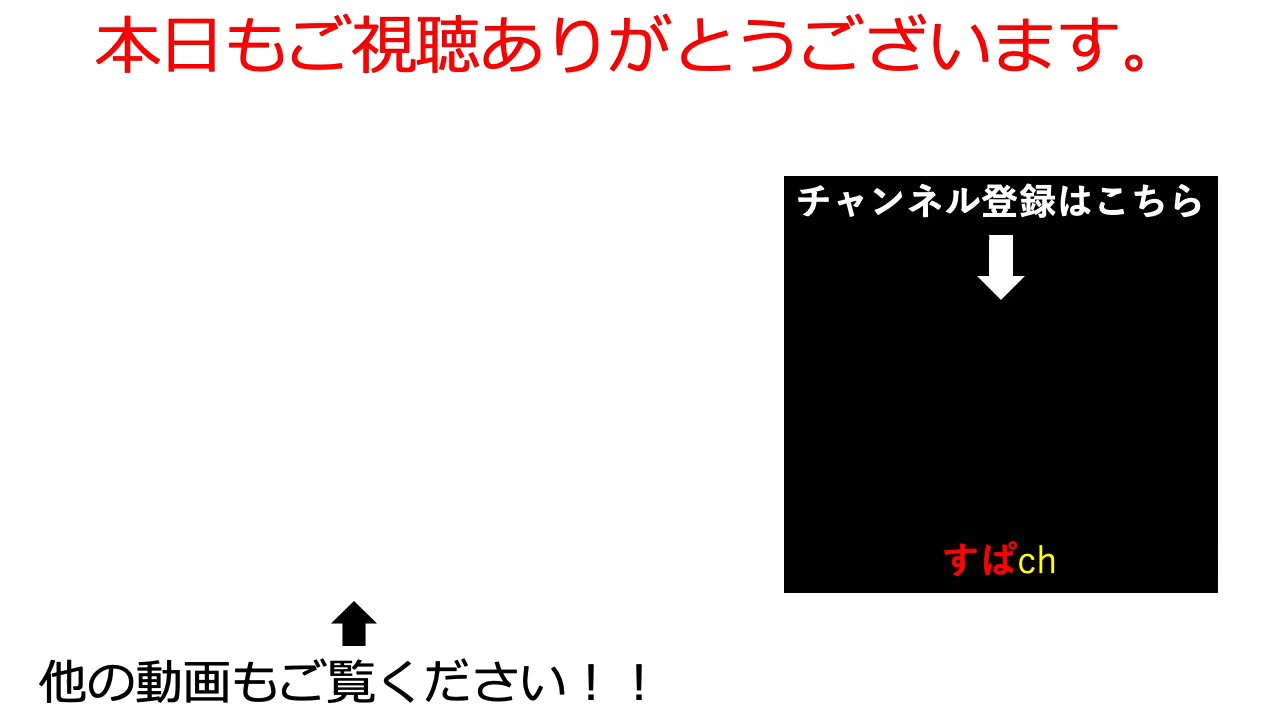 本日もご視聴ありがとうございます。
チャンネル登録はこちら
すぱch
他の動画もご覧ください！！